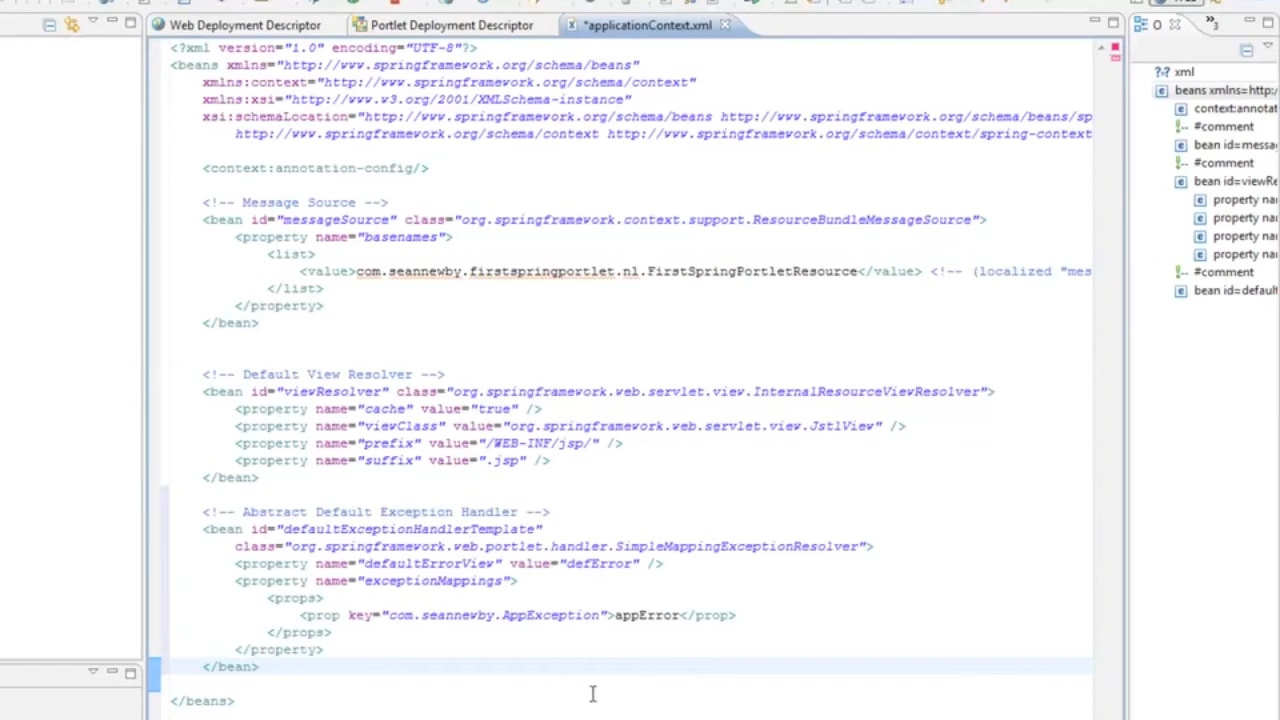 Web Deployment Descriptor
Portlet Deployment Descriptor
*applicationContext.xml
<?xml version="1.0" encoding="UTF-8"?>
<beans xmlns="http://www.springframework.org/schema/beans"
xmlns:context="http://www.springframework.org/schema/context"
xmlns:xsi="http://www.w3.org/2001/XMLSchema-instance"
xsi:schemaLocation="http://www.springframework.org/schema/beans http://www.springframework.org/schema/beans/sp
http://www.springframework.org/schema/context http://www.springframework.org/schema/context/spring-context
<context:annotation-config/>
<!-- Message Source -->
<bean id="messageSource" class="org.springframework.context.support.ResourceBundleMessageSource">
<property name="basenames">
<list>
<value>com.seannewby.firstspringportlet.nl.FirstSpringPortletResource</value> <!-- (localized "mes
</list>
</property>
</bean>
<!-- Default View Resolver -->
<bean id="viewResolver" class="org.springframework.web.servlet.view.InternalResourceViewResolver">
<property name="cache" value="true" />
<property name="viewClass" value="org.springframework.web.servlet.view.JstlView" />
<property name="prefix" value="/WEB-INF/jsp/" />
<property name="suffix" value=".jsp" />
</bean>
<!-- Abstract Default Exception Handler -->
<bean id="defaultExceptionHandlerTemplate"
class="org.springframework.web.portlet.handler.SimpleMappingExceptionResolver">
<property name="defaultErrorView" value="defError" />
<property name="exceptionMappings">
<props>
<prop key="com.seannewby.AppException">appError</prop>
</props>
</property>
</bean>
</beans>
O
3
?=? xml
beans xmlns=http:/
context:annotat
#comment
bean id=messa
#comment
bean id=viewRe
property nar
property nar
property nar
property nar
#comment
bean id=default